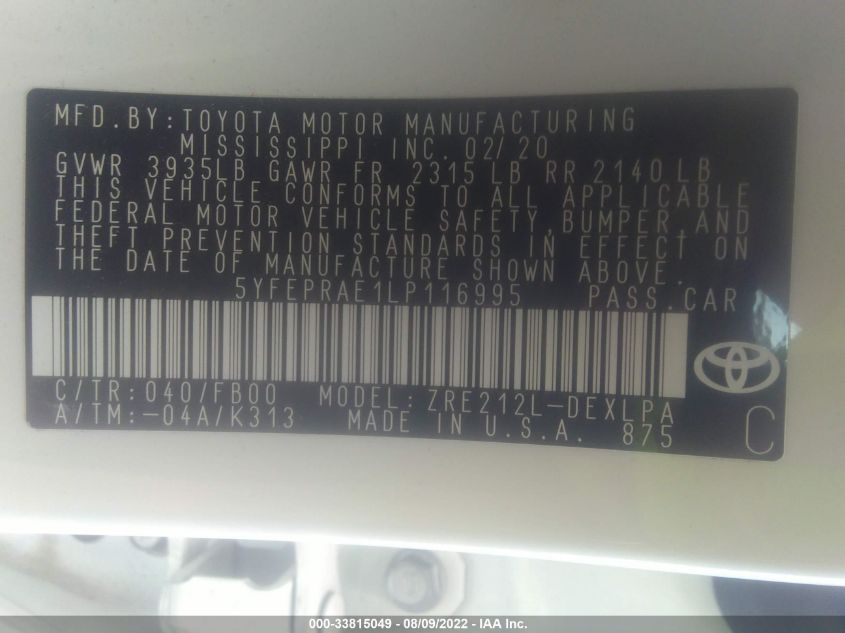 MFD.BY:TOYOTA MOTOR MANUFACTURING
MISSISSIPPI INC. 02/20
GVWR 3935LB GAWR FR 2315 LB RR 2140 LB
THIS VEHICLE CONFORMS TO ALL APPLICABLE
FEDERAL MOTOR VEHICLE SAFETY,BUMPER,AND
THEFT PREVENTION STANDARDS IN EFFECT ON
THE DATE OF MANUFACTURE SHOWN ABOVE.
5YFEPRAE1LP116995 PASS.CAR
C/TR:040/FB00 MODEL:ZRE212L-DEXLPA
A/TM:-04A/K313 MADE IN U.S.A. 875
C
000-33815049 - 08/09/2022 - IAA Inc.